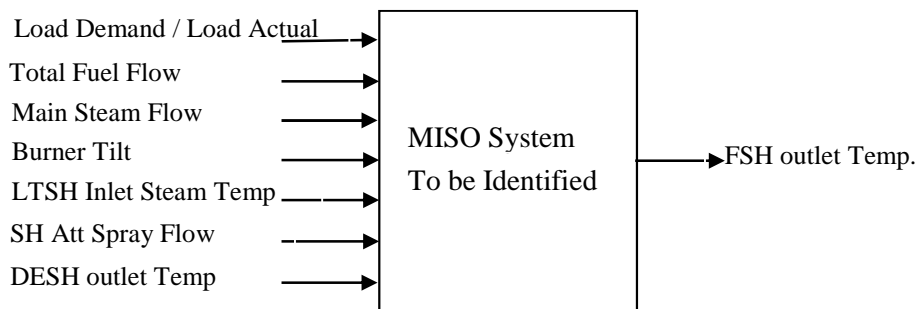 Load Demand / Load Actual
Total Fuel Flow
Main Steam Flow
Burner Tilt
LTSH Inlet Steam Temp
SH Att Spray Flow
DESH outlet Temp
MISO System
To be Identified
FSH outlet Temp.